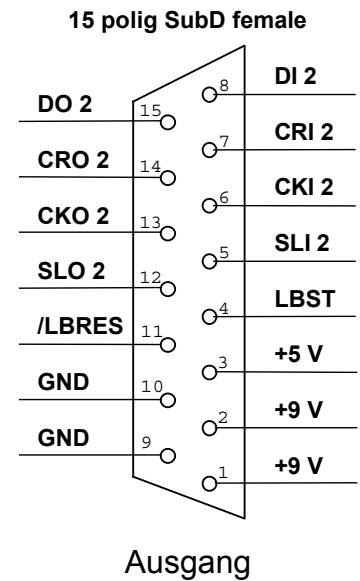 15 polig SubD female
8 DI 2
DO 2 15
7 CRI 2
CRO 2 14
6 CKI 2
CKO 2 13
5 SLI 2
SLO 2 12
4 LBST
/LBRES 11
3 +5 V
GND 10
2 +9 V
GND 9
1 +9 V
Ausgang